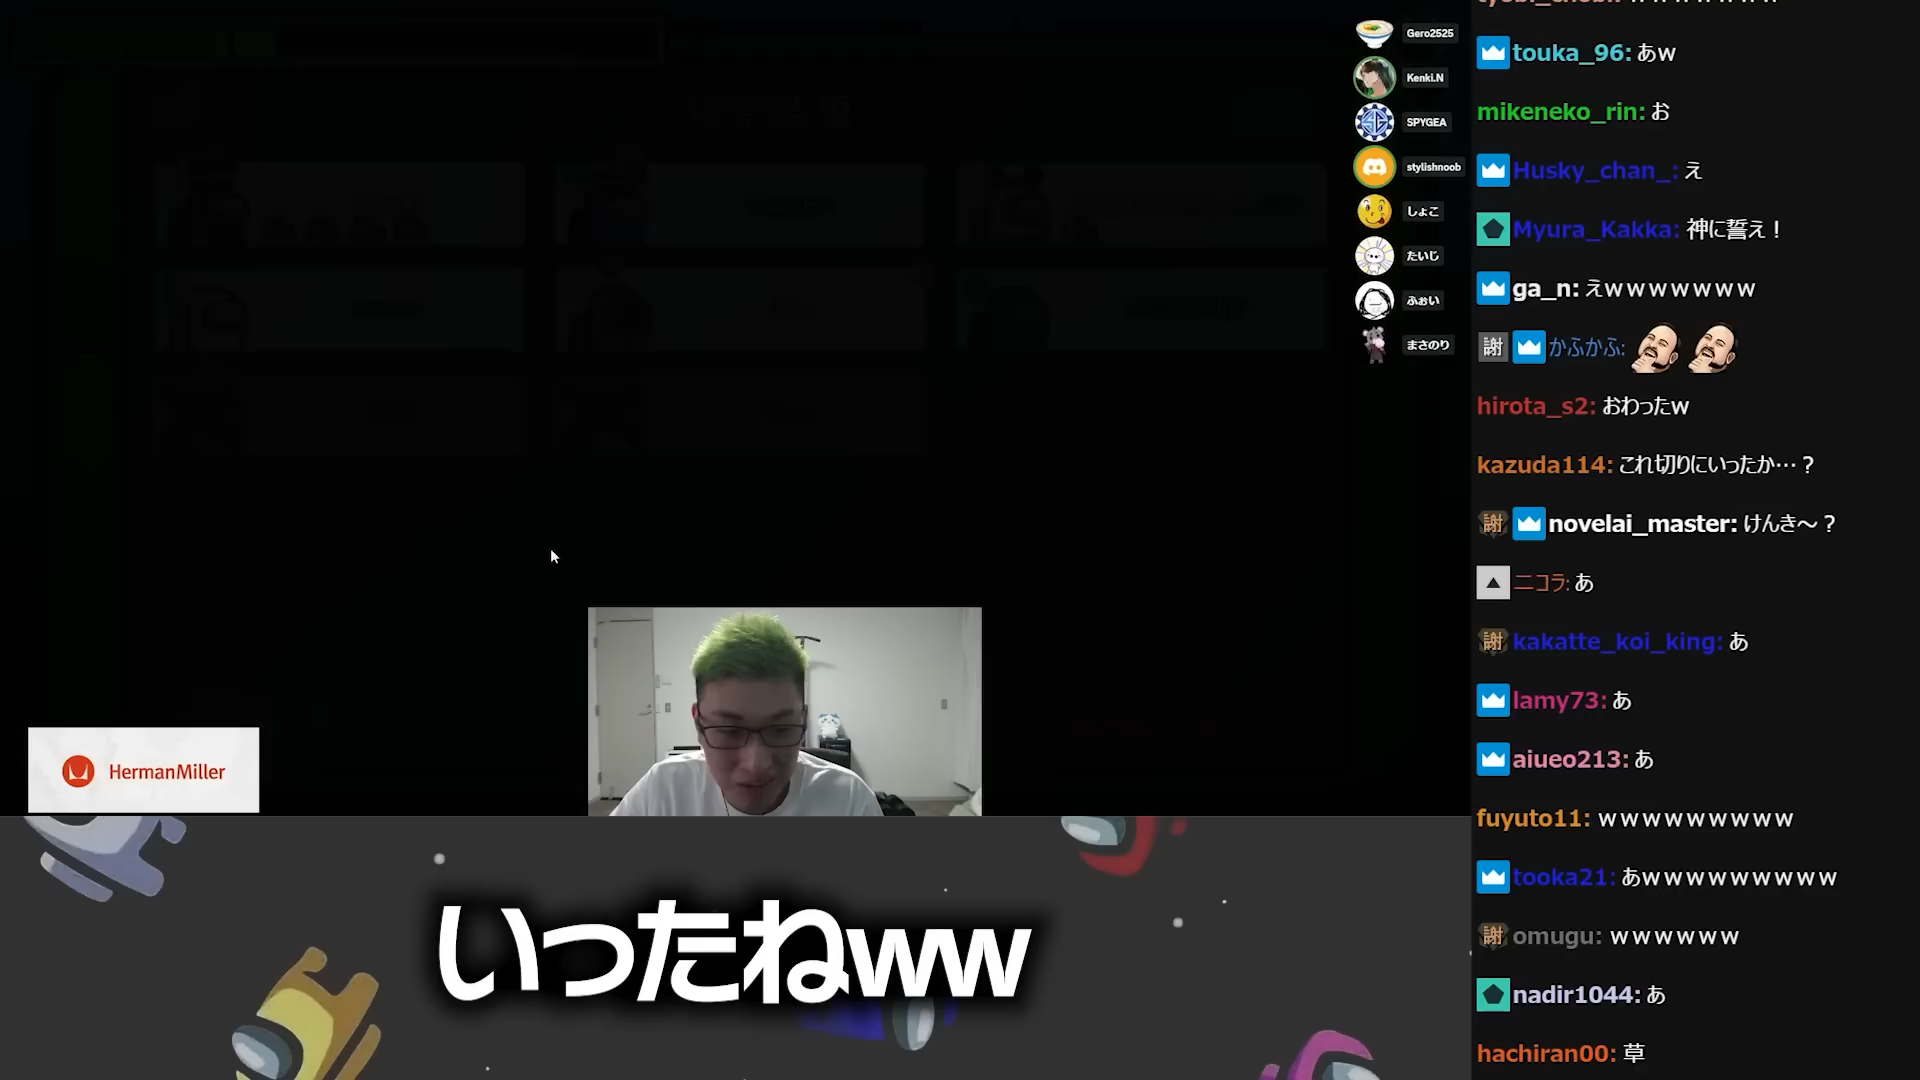 Gero2525
Kenki.N
SPYGEA
stylishnoob
しょこ
たいじ
ふぉい
まさのり
touka_96: あw
mikeneko_rin: お
Husky_chan_: え
Myura_Kakka: 神に誓え！
ga_n: えｗｗｗｗｗｗｗ
謝 かふかふ:
hirota_s2: おわったw
kazuda114: これ切りにいったか…？
謝 novelai_master: けんき～？
ニコラ: あ
謝 kakatte_koi_king: あ
lamy73: あ
aiueo213: あ
fuyuto11: ｗｗｗｗｗｗｗｗｗ
tooka21: あｗｗｗｗｗｗｗｗｗ
謝 omugu: ｗｗｗｗｗｗ
nadir1044: あ
hachiran00: 草
HermanMiller
いったねww